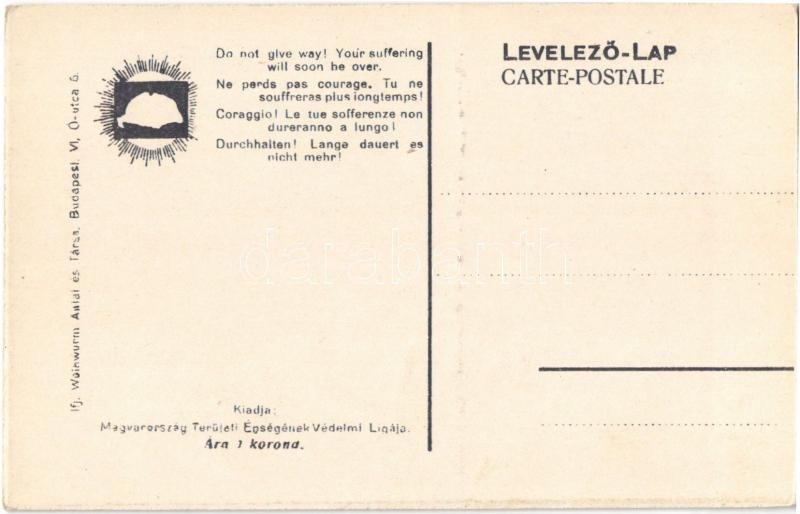 Do not give way! Your suffering
will soon be over.
Ne perds pas courage. Tu ne
souffreras plus longtemps!
Coraggio! Le tue sofferenze non
dureranno a lungo!
Durchhalten! Lange dauert es
nicht mehr!
LEVELEZŐ-LAP
CARTE-POSTALE
Ifj. Weinwurm Antal és Társa, Budapest, VI, Ó-utca 6.
darabanth
Kiadja:
Magyarország Területi Épségének Védelmi Ligája.
Ára 1 korona.